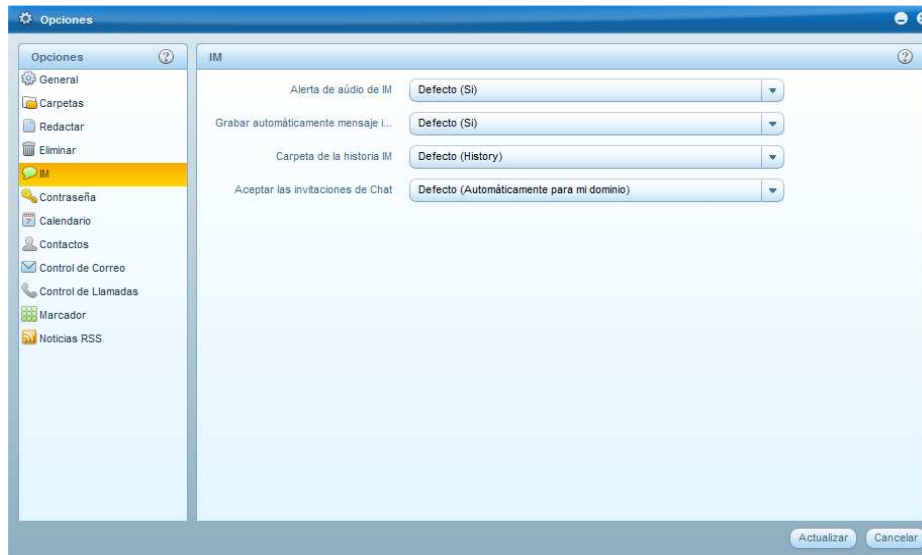 Opciones
Opciones
General
Carpetas
Redactar
Eliminar
IM
Contraseña
Calendario
Contactos
Control de Correo
Control de Llamadas
Marcador
Noticias RSS
IM
Alerta de aúdio de IM Defecto (Si)
Grabar automáticamente mensaje i... Defecto (Si)
Carpeta de la historia IM Defecto (History)
Aceptar las invitaciones de Chat Defecto (Automáticamente para mi dominio)
Actualizar Cancelar